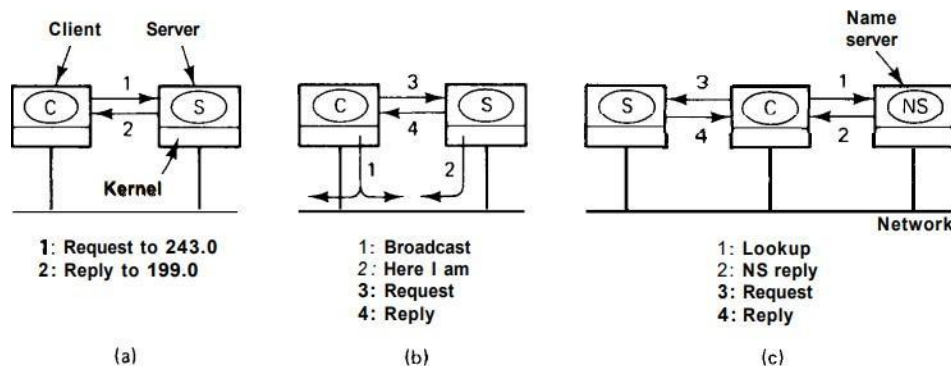 Client
Server
1
C
S
2
Kernel
1: Request to 243.0
2: Reply to 199.0
(a)
3
C
S
4
1
2
1: Broadcast
2: Here I am
3: Request
4: Reply
(b)
Name
server
3
1
S
C
NS
4
2
Network
1: Lookup
2: NS reply
3: Request
4: Reply
(c)